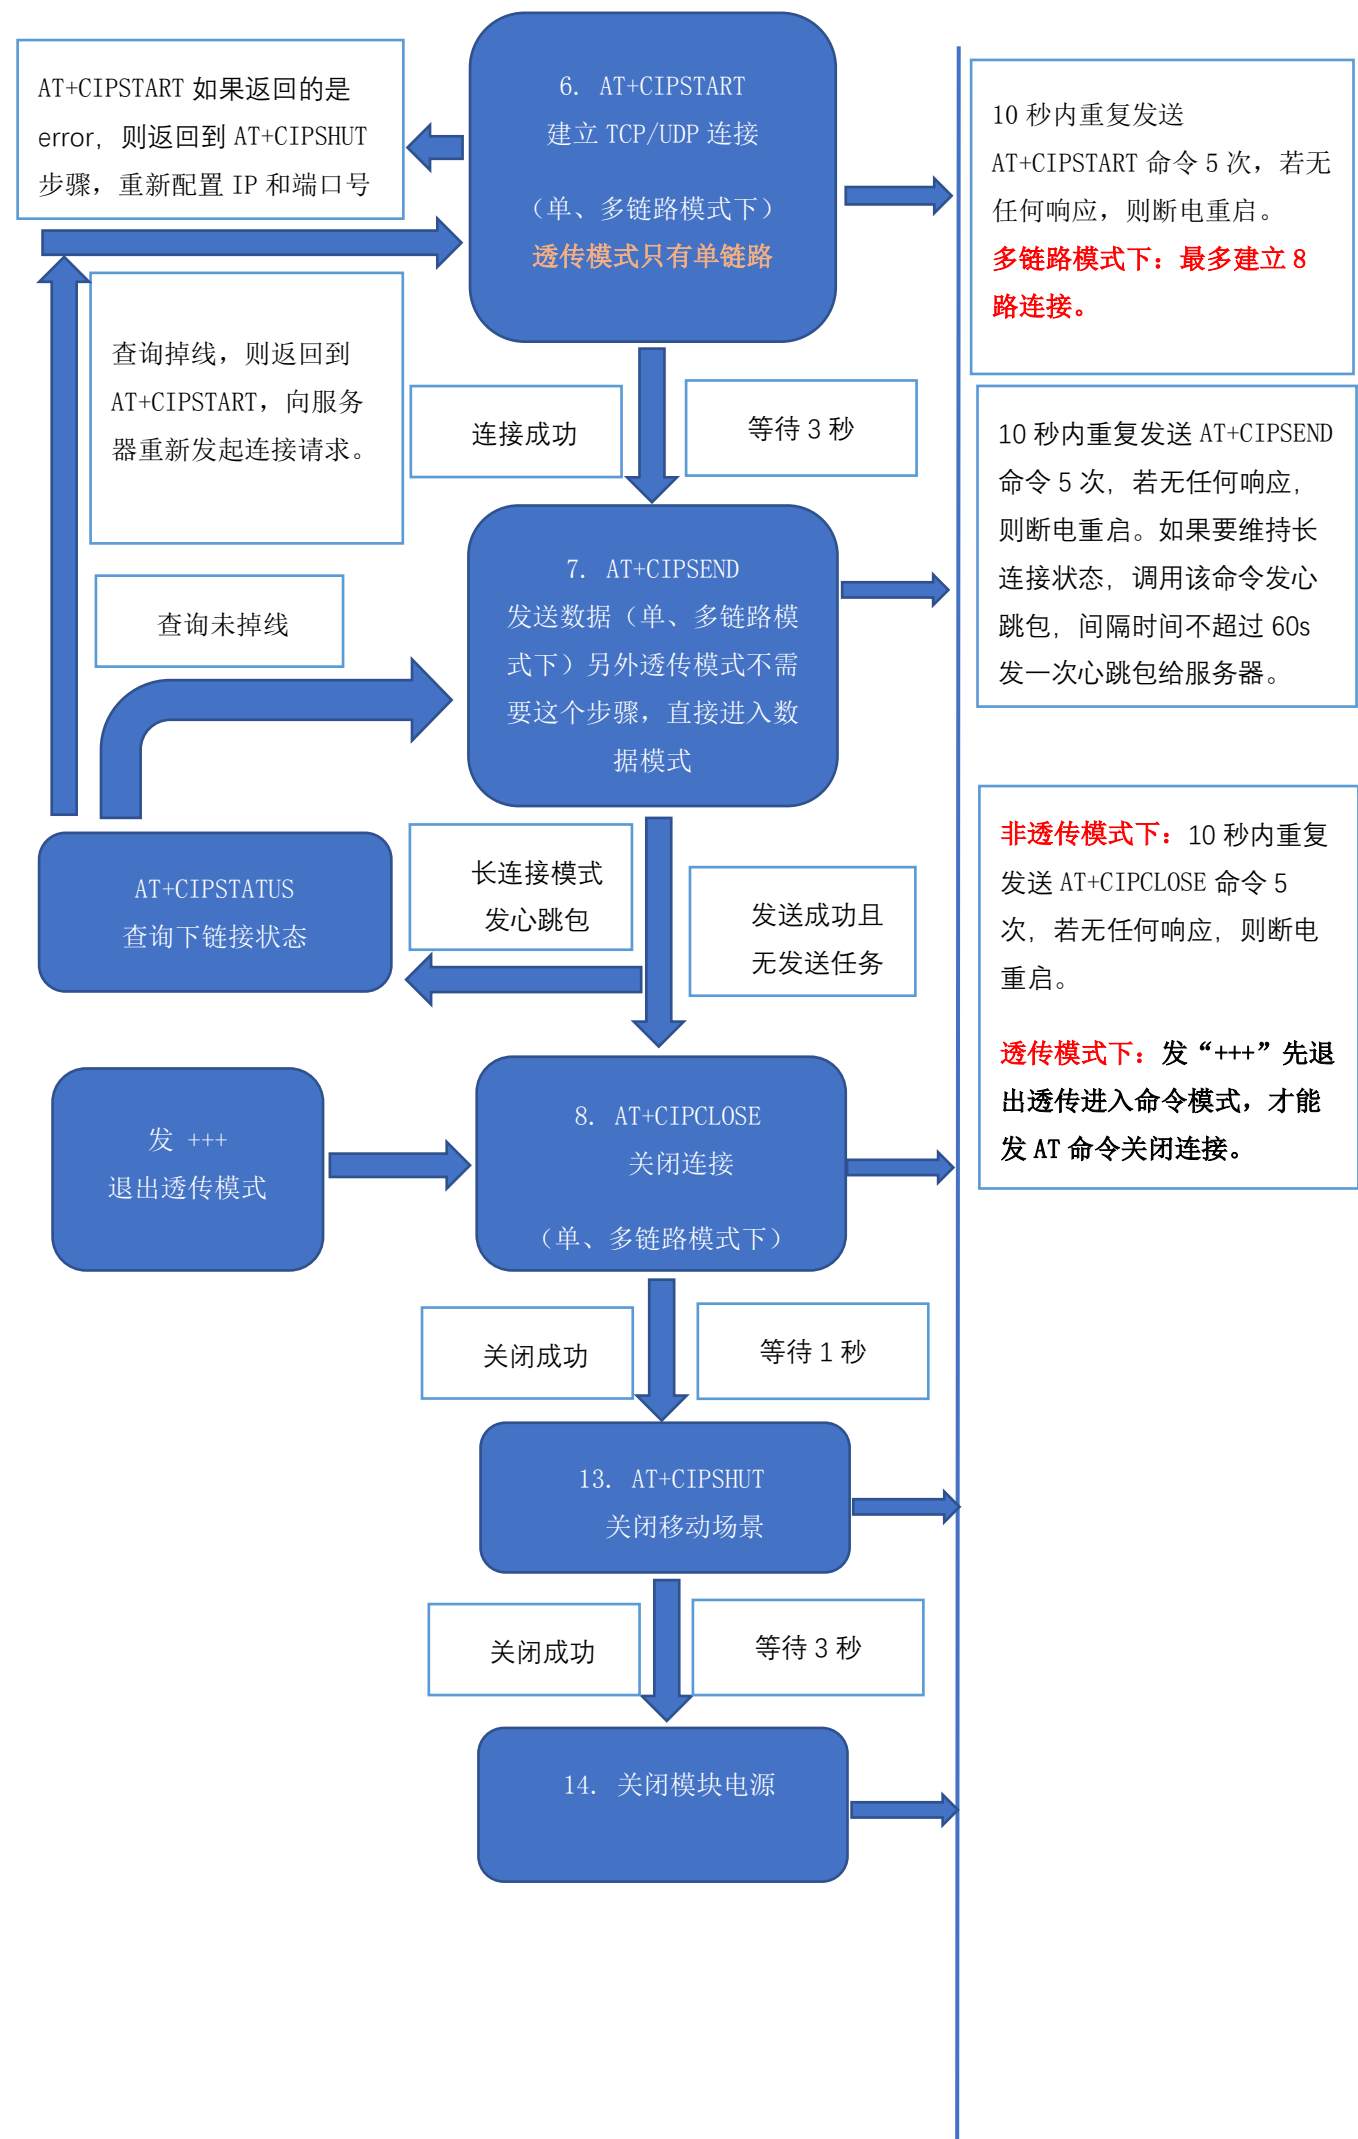 6. AT+CIPSTART
建立 TCP/UDP 连接
（单、多链路模式下）
透传模式只有单链路
AT+CIPSTART 如果返回的是
error，则返回到 AT+CIPSHUT
步骤，重新配置 IP 和端口号
10 秒内重复发送
AT+CIPSTART 命令 5 次，若无
任何响应，则断电重启。
多链路模式下：最多建立 8
路连接。
查询掉线，则返回到
AT+CIPSTART，向服务
器重新发起连接请求。
连接成功
等待 3 秒
10 秒内重复发送 AT+CIPSEND
命令 5 次，若无任何响应，
则断电重启。如果要维持长
连接状态，调用该命令发心
跳包，间隔时间不超过 60s
发一次心跳包给服务器。
7. AT+CIPSEND
发送数据（单、多链路模
式下）另外透传模式不需
要这个步骤，直接进入数
据模式
查询未掉线
AT+CIPSTATUS
查询下链接状态
长连接模式
发心跳包
发送成功且
无发送任务
非透传模式下：10 秒内重复
发送 AT+CIPCLOSE 命令 5
次，若无任何响应，则断电
重启。
透传模式下：发“+++”先退
出透传进入命令模式，才能
发 AT 命令关闭连接。
发 +++
退出透传模式
8. AT+CIPCLOSE
关闭连接
（单、多链路模式下）
关闭成功
等待 1 秒
13. AT+CIPSHUT
关闭移动场景
关闭成功
等待 3 秒
14. 关闭模块电源